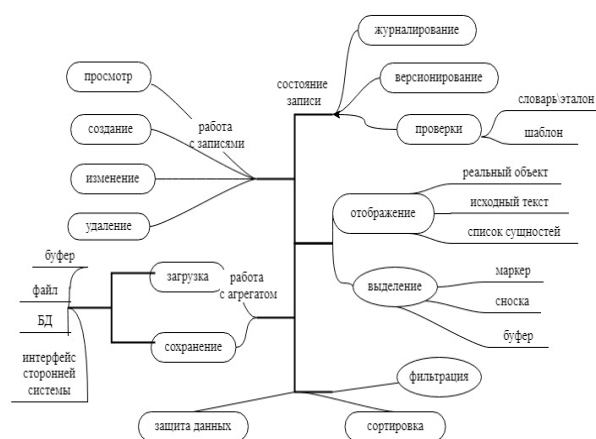 журналирование
просмотр
версионирование
состояние
записи
словарь\эталон
создание
работа
с записями
проверки
шаблон
изменение
реальный объект
отображение
исходный текст
удаление
список сущностей
буфер
загрузка
работа
с агрегатом
выделение
маркер
файл
сноска
БД
сохранение
буфер
интерфейс
сторонней
системы
фильтрация
защита данных
сортировка